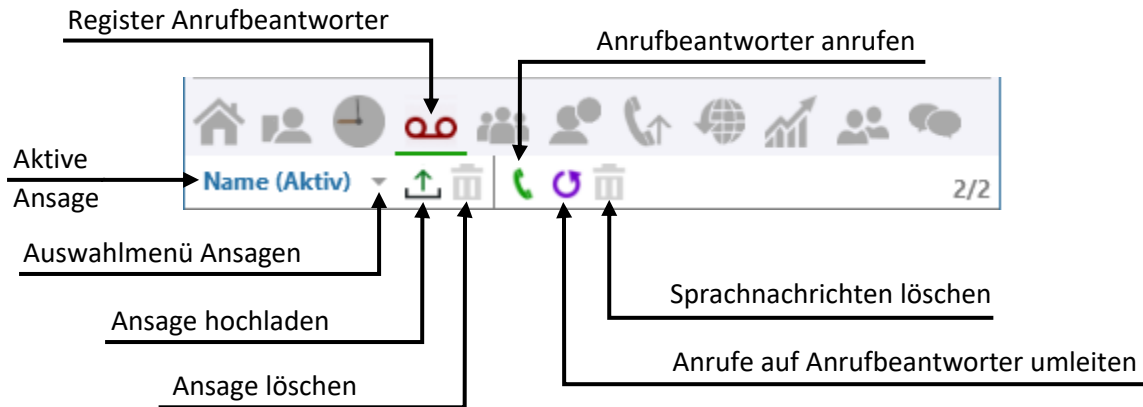 Register Anrufbeantworter
Anrufbeantworter anrufen
Aktive
Ansage
Name (Aktiv)
2/2
Auswahlmenü Ansagen
Sprachnachrichten löschen
Ansage hochladen
Anrufe auf Anrufbeantworter umleiten
Ansage löschen